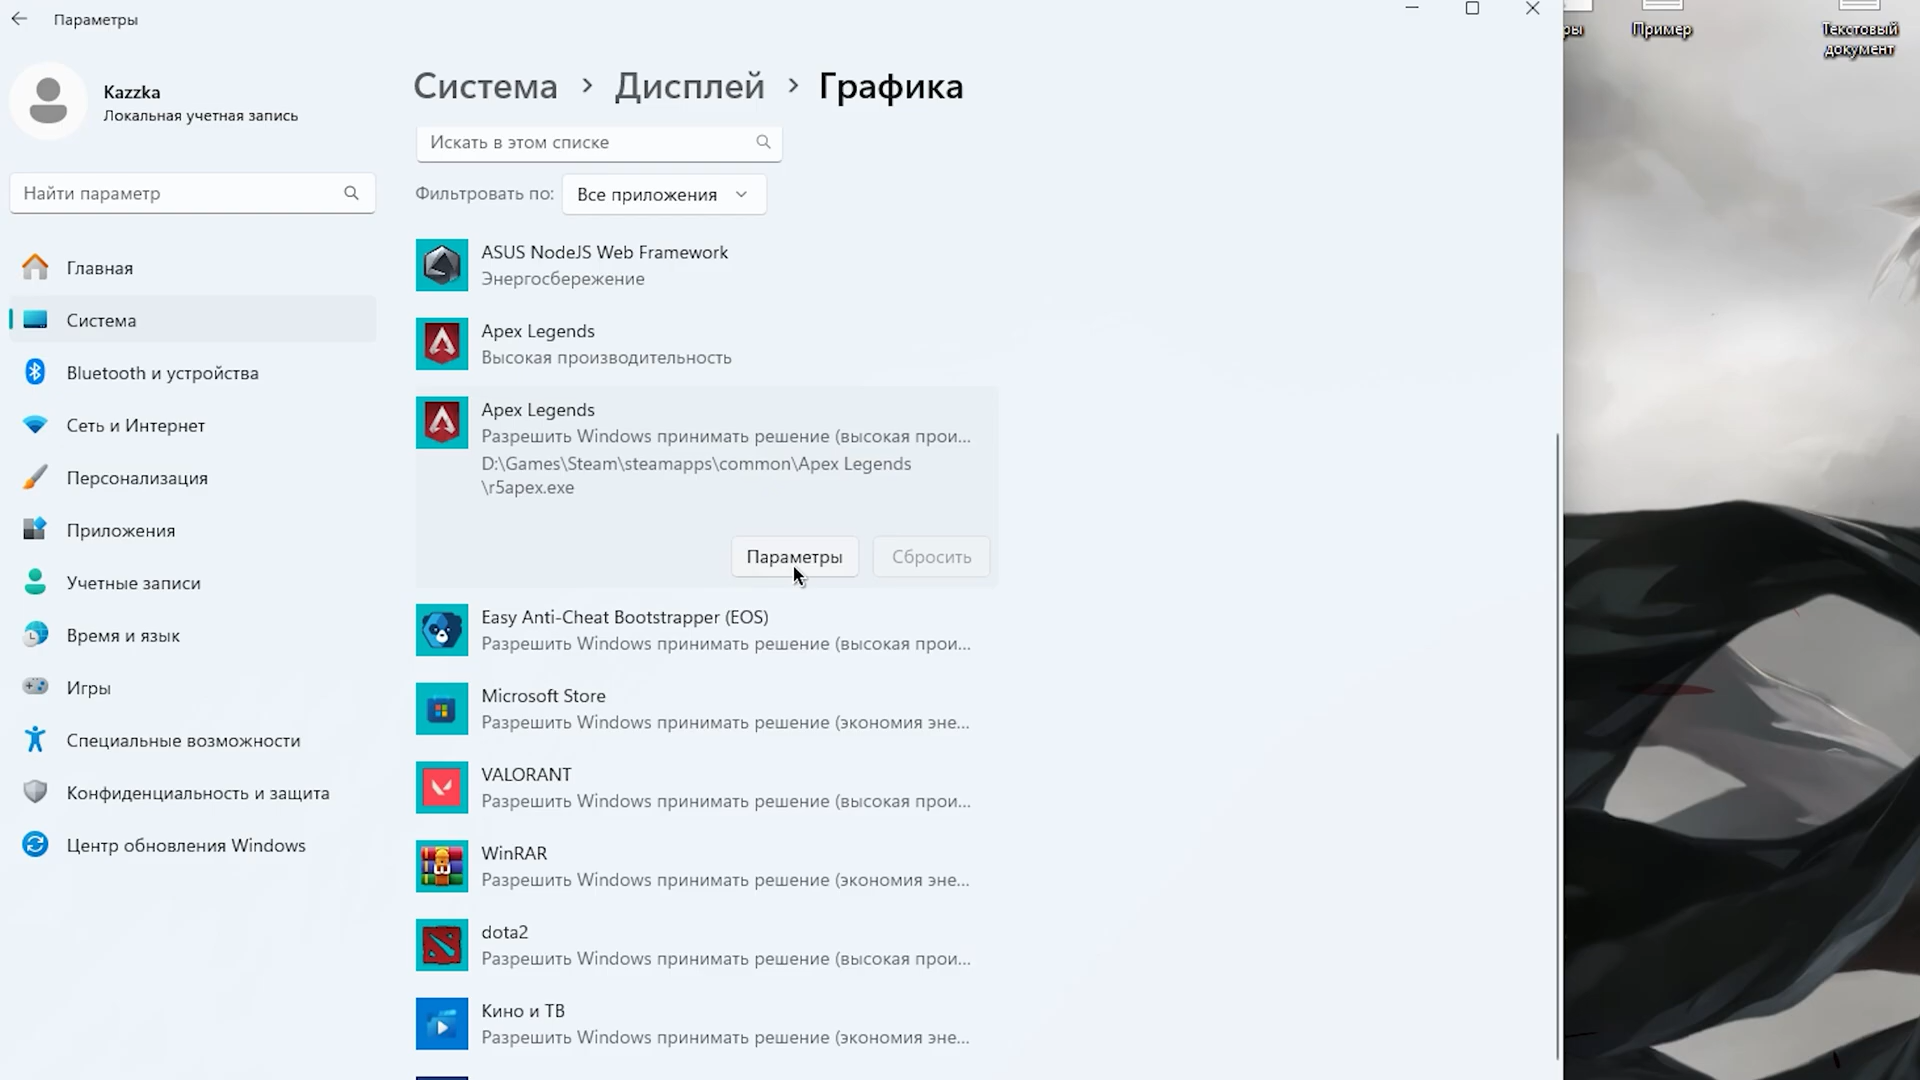 Параметры
Kazzka
Локальная учетная запись
Найти параметр
Главная
Система
Bluetooth и устройства
Сеть и Интернет
Персонализация
Приложения
Учетные записи
Время и язык
Игры
Специальные возможности
Конфиденциальность и защита
Центр обновления Windows
Система > Дисплей > Графика
Искать в этом списке
Фильтровать по: Все приложения
ASUS NodeJS Web Framework
Энергосбережение
Apex Legends
Высокая производительность
Apex Legends
Разрешить Windows принимать решение (высокая прои...
D:\Games\Steam\steamapps\common\Apex Legends
\r5apex.exe
Параметры Сбросить
Easy Anti-Cheat Bootstrapper (EOS)
Разрешить Windows принимать решение (высокая прои...
Microsoft Store
Разрешить Windows принимать решение (экономия эне...
VALORANT
Разрешить Windows принимать решение (высокая прои...
WinRAR
Разрешить Windows принимать решение (экономия эне...
dota2
Разрешить Windows принимать решение (высокая прои...
Кино и ТВ
Разрешить Windows принимать решение (экономия эне...
Пример
Текстовый
документ